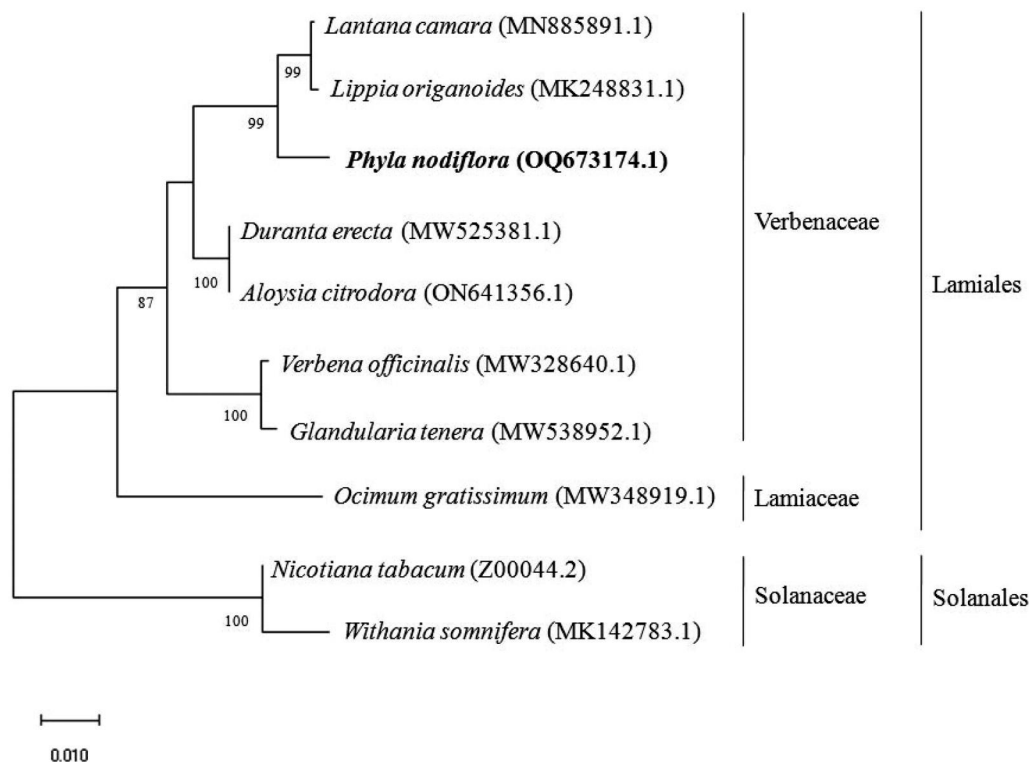 Lantana camara (MN885891.1)
99
Lippia origanoides (MK248831.1)
99
Phyla nodiflora (OQ673174.1)
Verbenaceae
Duranta erecta (MW525381.1)
100
Aloysia citrodora (ON641356.1)
Lamiales
87
Verbena officinalis (MW328640.1)
100
Glandularia tenera (MW538952.1)
Ocimum gratissimum (MW348919.1)
Lamiaceae
Nicotiana tabacum (Z00044.2)
Solanaceae
Solanales
100
Withania somnifera (MK142783.1)
0.010